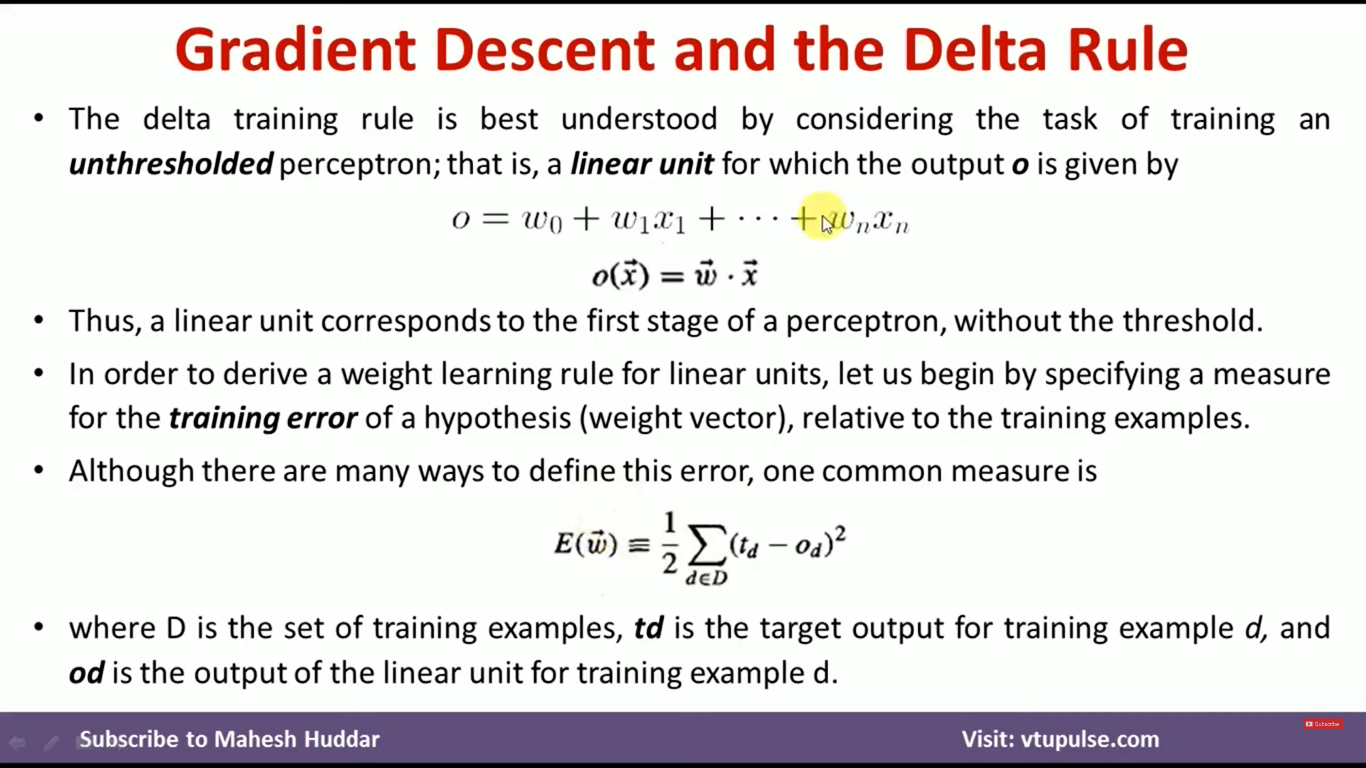 Gradient Descent and the Delta Rule
• The delta training rule is best understood by considering the task of training an
unthresholded perceptron; that is, a linear unit for which the output o is given by
o = w₀ + w₁x₁ + ··· + wₙxₙ
o(x⃗) = w⃗ · x⃗
• Thus, a linear unit corresponds to the first stage of a perceptron, without the threshold.
• In order to derive a weight learning rule for linear units, let us begin by specifying a measure
for the training error of a hypothesis (weight vector), relative to the training examples.
• Although there are many ways to define this error, one common measure is
E(w⃗) ≡ 1/2 ∑_{d∈D} (t_d − o_d)²
• where D is the set of training examples, td is the target output for training example d, and
od is the output of the linear unit for training example d.
Subscribe
Subscribe to Mahesh Huddar
Visit: vtupulse.com